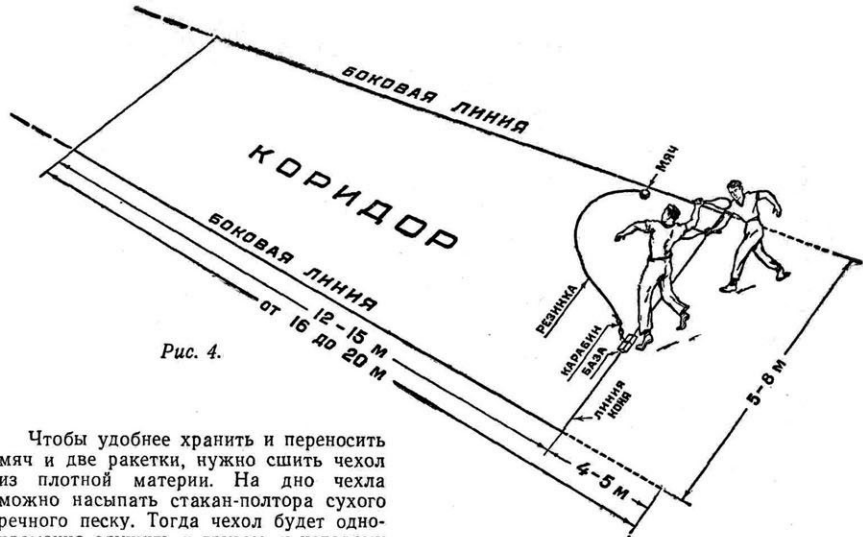 БОКОВАЯ ЛИНИЯ
МЯЧ
КОРИДОР
БОКОВАЯ ЛИНИЯ
РЕЗИНКА
КАРАБИН
БАЗА
12–15 м
от 16 до 20 м
ЛИНИЯ
КОНА
5–8 м
4–5 м
Рис. 4.
Чтобы удобнее хранить и переносить
мяч и две ракетки, нужно сшить чехол
из плотной материи. На дно чехла
можно насыпать стакан-полтора сухого
речного песку. Тогда чехол будет одно-